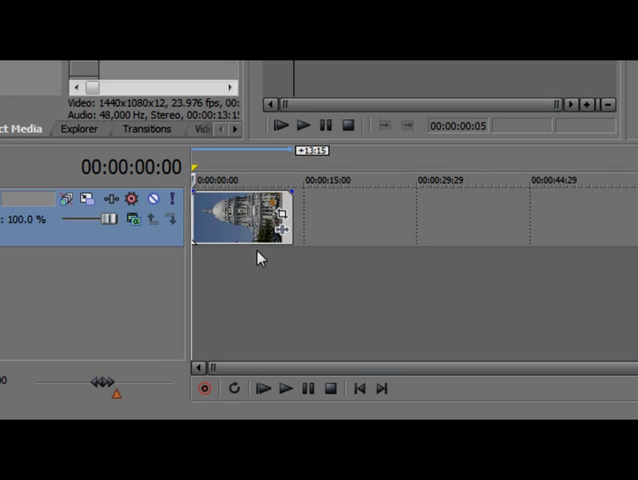 Video: 1440x1080x12, 23.976 fps, 00:
Audio: 48,000 Hz, Stereo, 00:00:13:1
ct Media
Explorer
Transitions
Vid
00:00:00:05
00:00:00:00
+13:15
0:00:00:00
00:00:15:00
00:00:29:29
00:00:44:29
: 100.0 %
00